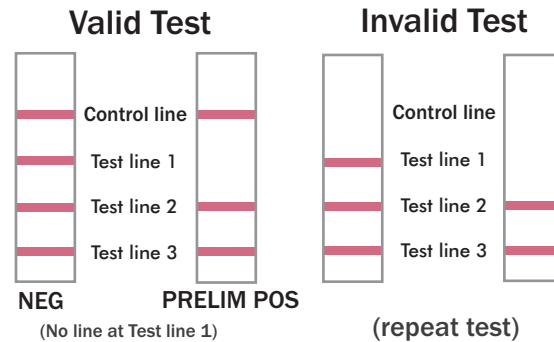 Valid Test
Invalid Test
Control line
Test line 1
Test line 2
Test line 3
NEG
PRELIM POS
(No line at Test line 1)
Control line
Test line 1
Test line 2
Test line 3
(repeat test)